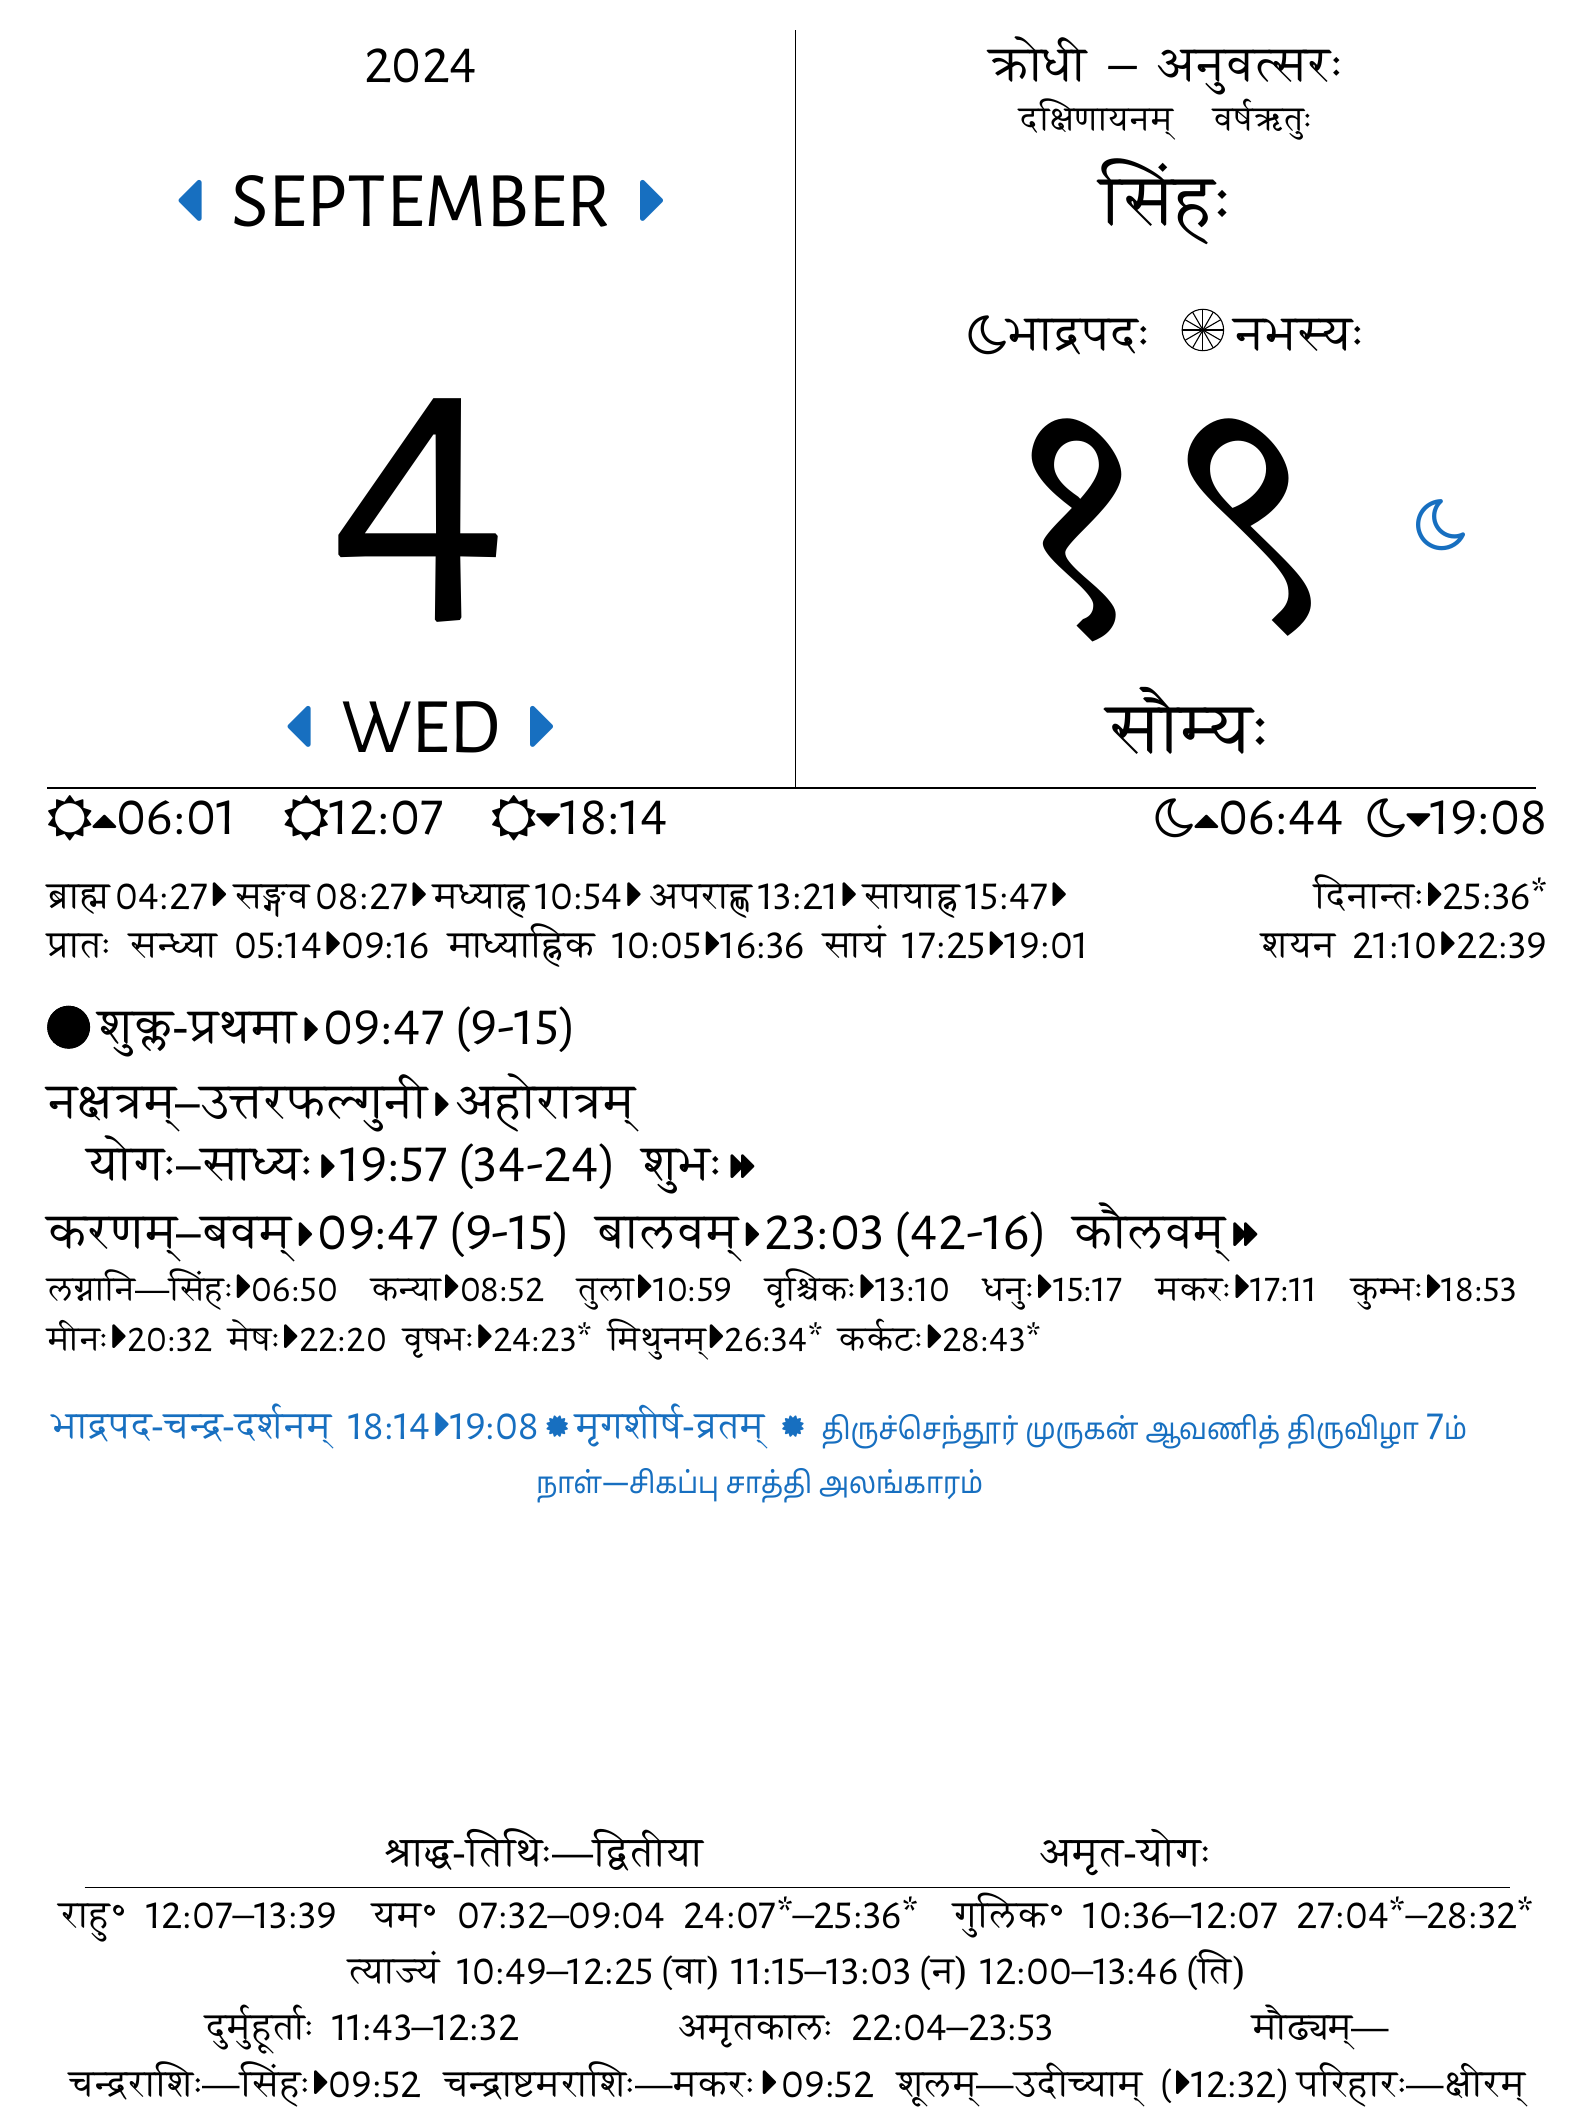 2024
SEPTEMBER
4
WED
क्रोधी – अनुवत्सरः
दक्षिणायनम् वर्षऋतुः
सिंहः
भाद्रपदः नभस्यः
१९
सौम्यः
06:01 12:07 18:14 06:44 19:08
ब्राह्म 04:27 सङ्गव 08:27 मध्याह्न 10:54 अपराह्ण 13:21 सायाह्न 15:47 दिनान्तः 25:36*
प्रातः सन्ध्या 05:14 09:16 माध्याह्निक 10:05 16:36 सायं 17:25 19:01 शयन 21:10 22:39
शुक्ल-प्रथमा 09:47 (9-15)
नक्षत्रम्–उत्तरफल्गुनी अहोरात्रम्
योगः–साध्यः 19:57 (34-24) शुभः
करणम्–बवम् 09:47 (9-15) बालवम् 23:03 (42-16) कौलवम्
लग्नानि—सिंहः 06:50 कन्या 08:52 तुला 10:59 वृश्चिकः 13:10 धनुः 15:17 मकरः 17:11 कुम्भः 18:53
मीनः 20:32 मेषः 22:20 वृषभः 24:23* मिथुनम् 26:34* कर्कटः 28:43*
भाद्रपद-चन्द्र-दर्शनम् 18:14 19:08 मृगशीर्ष-व्रतम् திருச்செந்தூர் முருகன் ஆவணித் திருவிழா 7ம்
நாள்—சிகப்பு சாத்தி அலங்காரம்
श्राद्ध-तिथिः—द्वितीया अमृत-योगः
राहु॰ 12:07–13:39 यम॰ 07:32–09:04 24:07*–25:36* गुलिक॰ 10:36–12:07 27:04*–28:32*
त्याज्यं 10:49–12:25 (वा) 11:15–13:03 (न) 12:00–13:46 (ति)
दुर्मुहूर्ताः 11:43–12:32 अमृतकालः 22:04–23:53 मौढ्यम्—
चन्द्रराशिः—सिंहः 09:52 चन्द्राष्टमराशिः—मकरः 09:52 शूलम्—उदीच्याम् (12:32) परिहारः—क्षीरम्